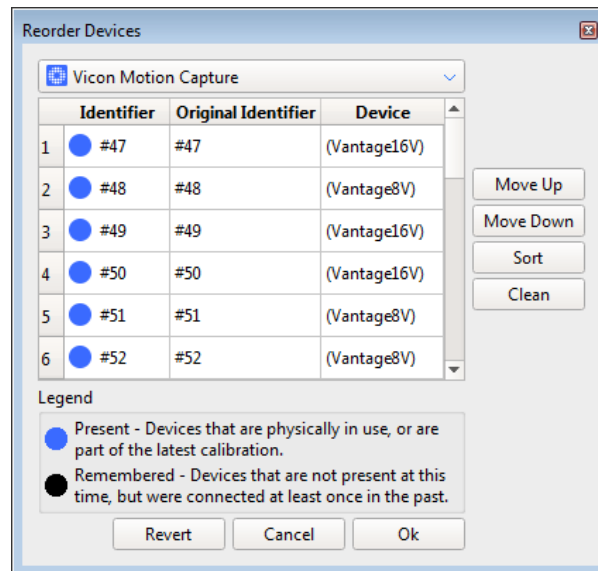 Reorder Devices
Vicon Motion Capture
Identifier Original Identifier Device
1 #47 #47 (Vantage16V)
2 #48 #48 (Vantage8V)
3 #49 #49 (Vantage16V)
4 #50 #50 (Vantage16V)
5 #51 #51 (Vantage8V)
6 #52 #52 (Vantage8V)
Move Up
Move Down
Sort
Clean
Legend
Present - Devices that are physically in use, or are
part of the latest calibration.
Remembered - Devices that are not present at this
time, but were connected at least once in the past.
Revert Cancel Ok